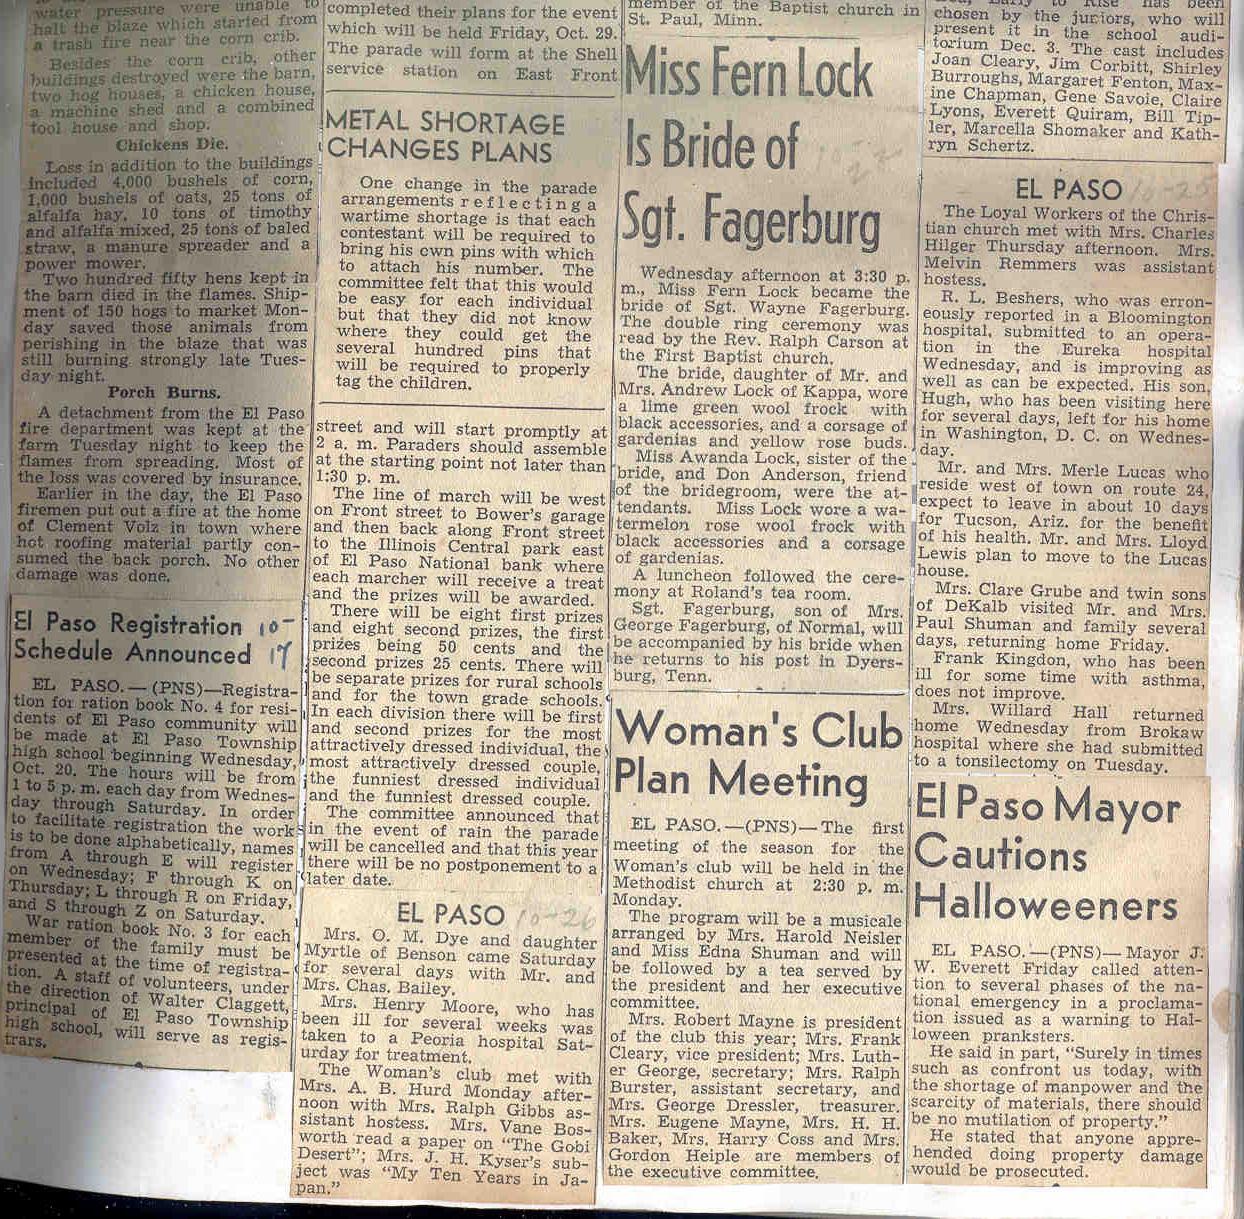 water pressure were unable to
halt the blaze which started from
a trash fire near the corn crib.
Besides the corn crib, other
buildings destroyed were the barn,
two hog houses, a chicken house,
a machine shed and a combined
tool house and shop.
Chickens Die.
Loss in addition to the buildings
included 4,000 bushels of corn,
1,000 bushels of oats, 25 tons of
alfalfa hay, 10 tons of timothy
and alfalfa mixed, 25 tons of baled
straw, a manure spreader and a
power mower.
Two hundred fifty hens kept in
the barn died in the flames. Ship-
ment of 150 hogs to market Mon-
day saved those animals from
perishing in the blaze that was
still burning strongly late Tues-
day night.
Porch Burns.
A detachment from the El Paso
fire department was kept at the
farm Tuesday night to keep the
flames from spreading. Most of
the loss was covered by insurance.
Earlier in the day, the El Paso
firemen put out a fire at the home
of Clement Volz in town where
hot roofing material partly con-
sumed the back porch. No other
damage was done.
El Paso Registration 10-
Schedule Announced 17
EL PASO.—(PNS)—Registra-
tion for ration book No. 4 for resi-
dents of El Paso community will
be made at El Paso Township
high school beginning Wednesday,
Oct. 20. The hours will be from
1 to 5 p. m. each day from Wednes-
day through Saturday. In order
to facilitate registration the work
is to be done alphabetically, names
from A through E will register
on Wednesday; F through K on
Thursday; L through R on Friday,
and S through Z on Saturday.
War ration book No. 3 for each
member of the family must be
presented at the time of registra-
tion. A staff of volunteers, under
the direction of Walter Claggett,
principal of El Paso Township
high school, will serve as regis-
trars.
completed their plans for the event
which will be held Friday, Oct. 29.
The parade will form at the Shell
service station on East Front
METAL SHORTAGE
CHANGES PLANS
One change in the parade
arrangements reflecting a
wartime shortage is that each
contestant will be required to
bring his own pins with which
to attach his number. The
committee felt that this would
be easy for each individual
but that they did not know
where they could get the
several hundred pins that
will be required to properly
tag the children.
street and will start promptly at
2 a. m. Paraders should assemble
at the starting point not later than
1:30 p. m.
The line of march will be west
on Front street to Bower's garage
and then back along Front street
to the Illinois Central park east
of El Paso National bank where
each marcher will receive a treat
and the prizes will be awarded.
There will be eight first prizes
and eight second prizes, the first
prizes being 50 cents and the
second prizes 25 cents. There will
be separate prizes for rural schools
and for the town grade schools.
In each division there will be first
and second prizes for the most
attractively dressed individual, the
most attractively dressed couple,
the funniest dressed individual
and the funniest dressed couple.
The committee announced that
in the event of rain the parade
will be cancelled and that this year
there will be no postponement to a
later date.
EL PASO 10-26
Mrs. O. M. Dye and daughter
Myrtle of Benson came Saturday
for several days with Mr. and
Mrs. Chas. Bailey.
Mrs. Henry Moore, who has
been ill for several weeks was
taken to a Peoria hospital Sat-
urday for treatment.
The Woman's club met with
Mrs. A. B. Hurd Monday after-
noon with Mrs. Ralph Gibbs as-
sistant hostess. Mrs. Vane Bos-
worth read a paper on "The Gobi
Desert"; Mrs. J. H. Kyser's sub-
ject was "My Ten Years in Ja-
pan."
member of the Baptist church in
St. Paul, Minn.
Miss Fern Lock
Is Bride of
Sgt. Fagerburg
Wednesday afternoon at 3:30 p.
m., Miss Fern Lock became the
bride of Sgt. Wayne Fagerburg.
The double ring ceremony was
read by the Rev. Ralph Carson at
the First Baptist church.
The bride, daughter of Mr. and
Mrs. Andrew Lock of Kappa, wore
a lime green wool frock with
black accessories, and a corsage of
gardenias and yellow rose buds.
Miss Awanda Lock, sister of the
bride, and Don Anderson, friend
of the bridegroom, were the at-
tendants. Miss Lock wore a wa-
termelon rose wool frock with
black accessories and a corsage
of gardenias.
A luncheon followed the cere-
mony at Roland's tea room.
Sgt. Fagerburg, son of Mrs.
George Fagerburg, of Normal, will
be accompanied by his bride when
he returns to his post in Dyers-
burg, Tenn.
Woman's Club
Plan Meeting
EL PASO.—(PNS)—The first
meeting of the season for the
Woman's club will be held in the
Methodist church at 2:30 p. m.
Monday.
The program will be a musicale
arranged by Mrs. Harold Neisler
and Miss Edna Shuman and will
be followed by a tea served by
the president and her executive
committee.
Mrs. Robert Mayne is president
of the club this year; Mrs. Frank
Cleary, vice president; Mrs. Luth-
er George, secretary; Mrs. Ralph
Burster, assistant secretary, and
Mrs. George Dressler, treasurer.
Mrs. Eugene Mayne, Mrs. H. H.
Baker, Mrs. Harry Coss and Mrs.
Gordon Heiple are members of
the executive committee.
chosen by the juniors, who will
present it in the school audi-
torium Dec. 3. The cast includes
Joan Cleary, Jim Corbitt, Shirley
Burroughs, Margaret Fenton, Max-
ine Chapman, Gene Savoie, Claire
Lyons, Everett Quiram, Bill Tip-
ler, Marcella Shomaker and Kath-
ryn Schertz.
EL PASO 10-25
The Loyal Workers of the Chris-
tian church met with Mrs. Charles
Hilger Thursday afternoon. Mrs.
Melvin Remmers was assistant
hostess.
R. L. Beshers, who was erron-
eously reported in a Bloomington
hospital, submitted to an opera-
tion in the Eureka hospital
Wednesday, and is improving as
well as can be expected. His son,
Hugh, who has been visiting here
for several days, left for his home
in Washington, D. C. on Wednes-
day.
Mr. and Mrs. Merle Lucas who
reside west of town on route 24,
expect to leave in about 10 days
for Tucson, Ariz. for the benefit
of his health. Mr. and Mrs. Lloyd
Lewis plan to move to the Lucas
house.
Mrs. Clare Grube and twin sons
of DeKalb visited Mr. and Mrs.
Paul Shuman and family several
days, returning home Friday.
Frank Kingdon, who has been
ill for some time with asthma,
does not improve.
Mrs. Willard Hall returned
home Wednesday from Brokaw
hospital where she had submitted
to a tonsilectomy on Tuesday.
El Paso Mayor
Cautions
Halloweeners
EL PASO.—(PNS)—Mayor J.
W. Everett Friday called atten-
tion to several phases of the na-
tional emergency in a proclama-
tion issued as a warning to Hal-
loween pranksters.
He said in part, "Surely in times
such as confront us today, with
the shortage of manpower and the
scarcity of materials, there should
be no mutilation of property."
He stated that anyone appre-
hended doing property damage
would be prosecuted.